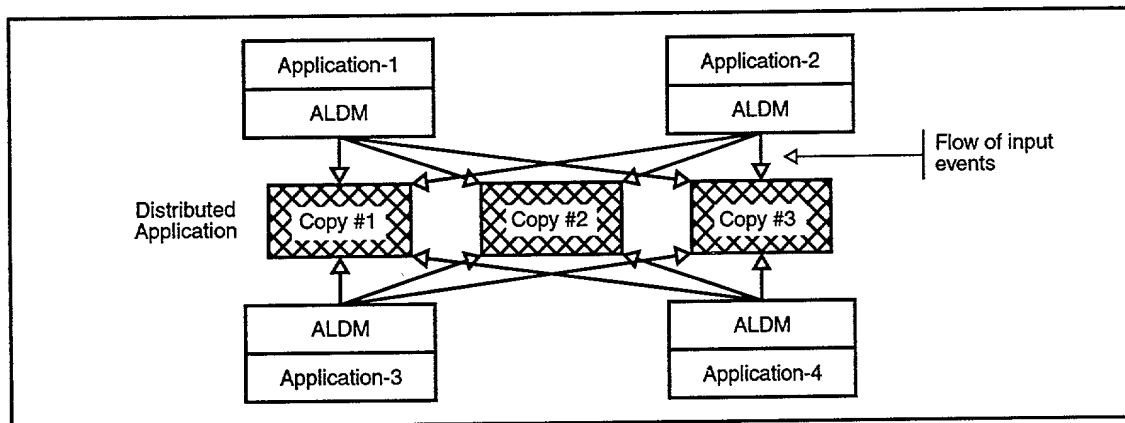 Application-1
ALDM
Application-2
ALDM
Flow of input
events
Distributed
Application
Copy #1
Copy #2
Copy #3
ALDM
Application-3
ALDM
Application-4